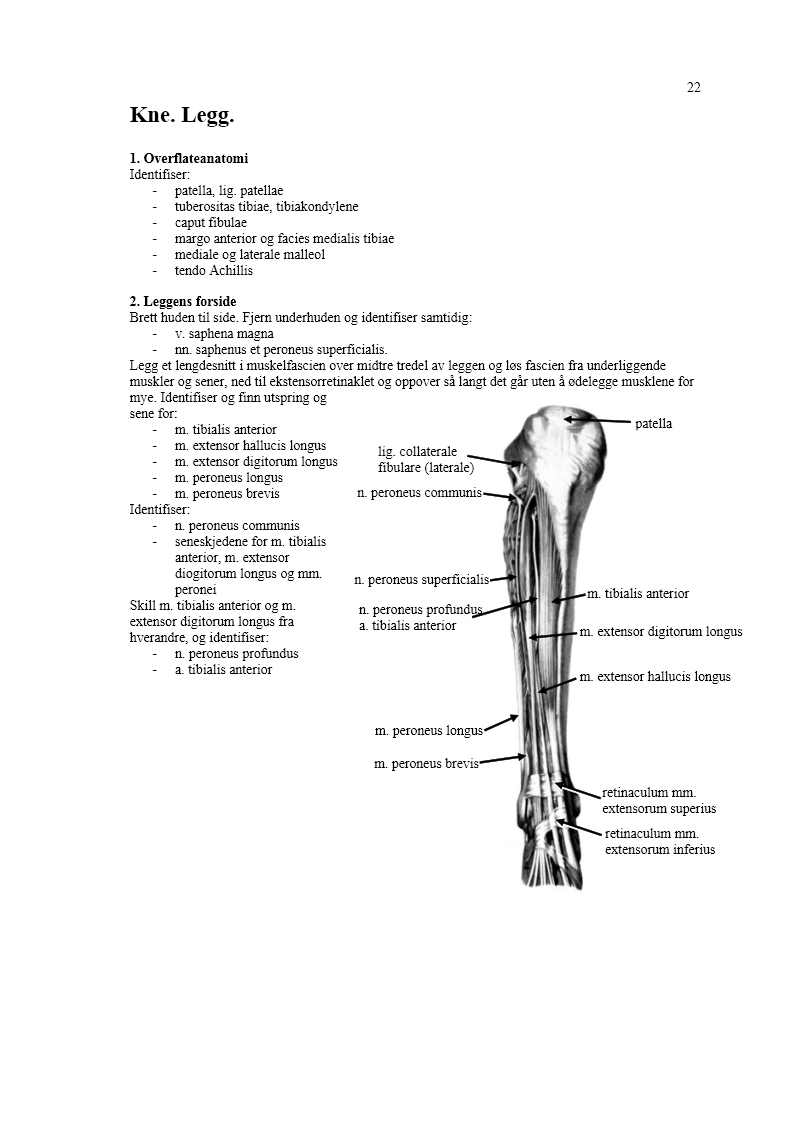 22
Kne. Legg.
1. Overflateanatomi
Identifiser:
- patella, lig. patellae
- tuberositas tibiae, tibiakondylene
- caput fibulae
- margo anterior og facies medialis tibiae
- mediale og laterale malleol
- tendo Achillis
2. Leggens forside
Brett huden til side. Fjern underhuden og identifiser samtidig:
- v. saphena magna
- nn. saphenus et peroneus superficialis.
Legg et lengdesnitt i muskelfascien over midtre tredel av leggen og løs fascien fra underliggende
muskler og sener, ned til ekstensorretinaklet og oppover så langt det går uten å ødelegge musklene for
mye. Identifiser og finn utspring og
sene for:
- m. tibialis anterior
- m. extensor hallucis longus
- m. extensor digitorum longus
- m. peroneus longus
- m. peroneus brevis
Identifiser:
- n. peroneus communis
- seneskjedene for m. tibialis
anterior, m. extensor
diogitorum longus og mm.
peronei
Skill m. tibialis anterior og m.
extensor digitorum longus fra
hverandre, og identifiser:
- n. peroneus profundus
- a. tibialis anterior
patella
lig. collaterale
fibulare (laterale)
n. peroneus communis
n. peroneus superficialis
m. tibialis anterior
n. peroneus profundus
a. tibialis anterior
m. extensor digitorum longus
m. extensor hallucis longus
m. peroneus longus
m. peroneus brevis
retinaculum mm.
extensorum superius
retinaculum mm.
extensorum inferius